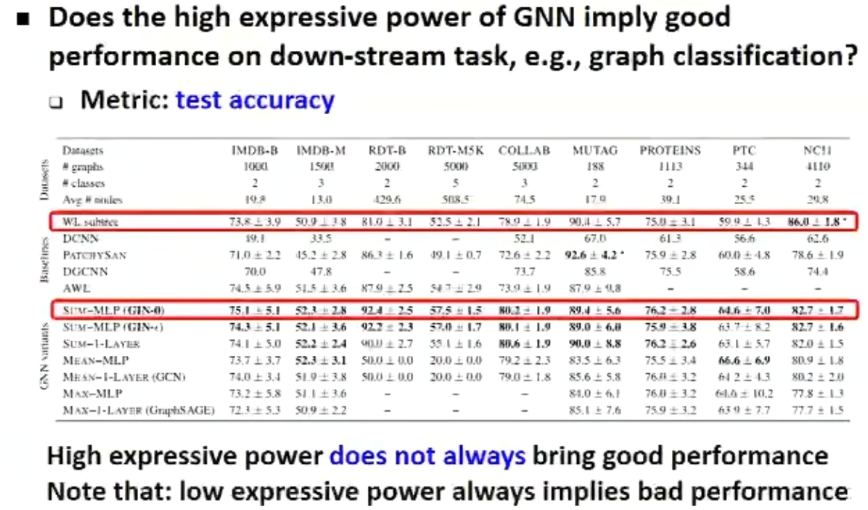 Does the high expressive power of GNN imply good
performance on down-stream task, e.g., graph classification?
Metric: test accuracy
Datasets
Datasets IMDB-B IMDB-M RDT-B RDT-M5K COLLAB MUTAG PROTEINS PTC NCI1
# graphs 1000 1500 2000 5000 5000 188 1113 344 4110
# classes 2 3 2 5 3 2 2 2 2
Avg # nodes 19.8 13.0 429.6 508.5 74.5 17.9 39.1 25.5 29.8
Baselines
WL subtree 73.8 ± 3.9 50.9 ± 3.8 81.0 ± 3.1 52.5 ± 2.1 78.9 ± 1.9 90.4 ± 5.7 75.0 ± 3.1 59.9 ± 4.3 86.0 ± 1.8 *
DCNN 49.1 33.5 – – 52.1 67.0 61.3 56.6 62.6
PATCHYSAN 71.0 ± 2.2 45.2 ± 2.8 86.3 ± 1.6 49.1 ± 0.7 72.6 ± 2.2 92.6 ± 4.2 * 75.9 ± 2.8 60.0 ± 4.8 78.6 ± 1.9
DGCNN 70.0 47.8 – – 73.7 85.8 75.5 58.6 74.4
AWL 74.5 ± 5.9 51.5 ± 3.6 87.9 ± 2.5 54.7 ± 2.9 73.9 ± 1.9 87.9 ± 9.8 – – –
GNN variants
SUM–MLP (GIN-0) 75.1 ± 5.1 52.3 ± 2.8 92.4 ± 2.5 57.5 ± 1.5 80.2 ± 1.9 89.4 ± 5.6 76.2 ± 2.8 64.6 ± 7.0 82.7 ± 1.7
SUM–MLP (GIN-ϵ) 74.3 ± 5.1 52.1 ± 3.6 92.2 ± 2.3 57.0 ± 1.7 80.1 ± 1.9 89.0 ± 6.0 75.9 ± 3.8 63.7 ± 8.2 82.7 ± 1.6
SUM–1-LAYER 74.1 ± 5.0 52.2 ± 2.4 90.0 ± 2.7 55.1 ± 1.6 80.6 ± 1.9 90.0 ± 8.8 76.2 ± 2.6 63.1 ± 5.7 82.0 ± 1.5
MEAN–MLP 73.7 ± 3.7 52.3 ± 3.1 50.0 ± 0.0 20.0 ± 0.0 79.2 ± 2.3 83.5 ± 6.3 75.5 ± 3.4 66.6 ± 6.9 80.9 ± 1.8
MEAN–1-LAYER (GCN) 74.0 ± 3.4 51.9 ± 3.8 50.0 ± 0.0 20.0 ± 0.0 79.0 ± 1.8 85.6 ± 5.8 76.0 ± 3.2 64.2 ± 4.3 80.2 ± 2.0
MAX–MLP 73.2 ± 5.8 51.1 ± 3.6 – – – 84.0 ± 6.1 76.0 ± 3.2 64.6 ± 10.2 77.8 ± 1.3
MAX–1-LAYER (GraphSAGE) 72.3 ± 5.3 50.9 ± 2.2 – – – 85.1 ± 7.6 75.9 ± 3.2 63.9 ± 7.7 77.7 ± 1.5
High expressive power does not always bring good performance
Note that: low expressive power always implies bad performance